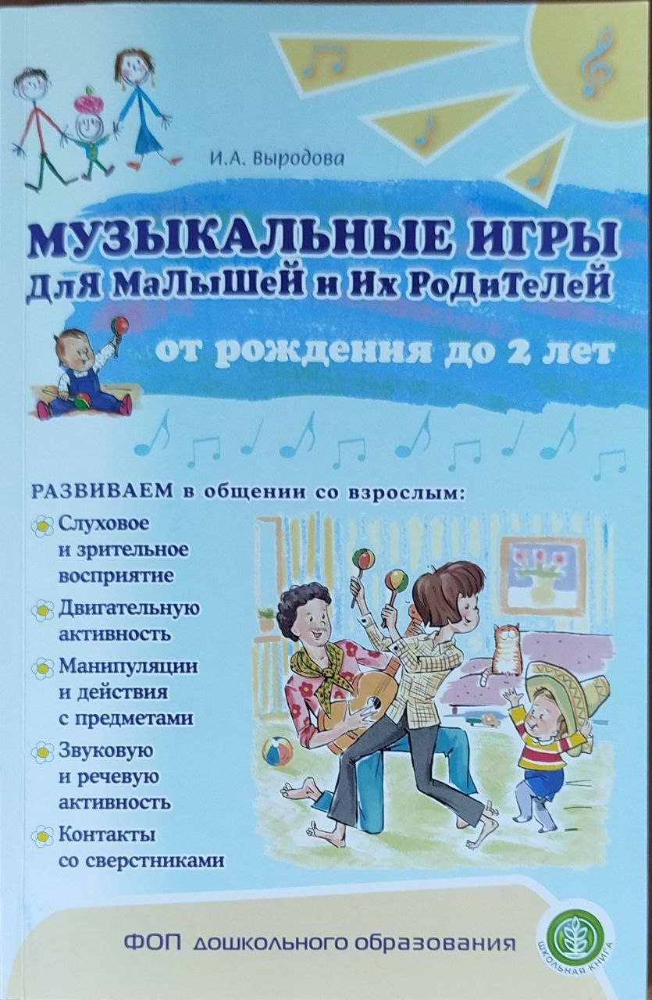 И.А. Выродова
МУЗЫКАЛЬНЫЕ ИГРЫ
ДлЯ МаЛыШеЙ и Их РоДиТеЛеЙ
от рождения до 2 лет
РАЗВИВАЕМ в общении со взрослым:
Слуховое
и зрительное
восприятие
Двигательную
активность
Манипуляции
и действия
с предметами
Звуковую
и речевую
активность
Контакты
со сверстниками
ФОП дошкольного образования
ШКОЛЬНАЯ КНИГА